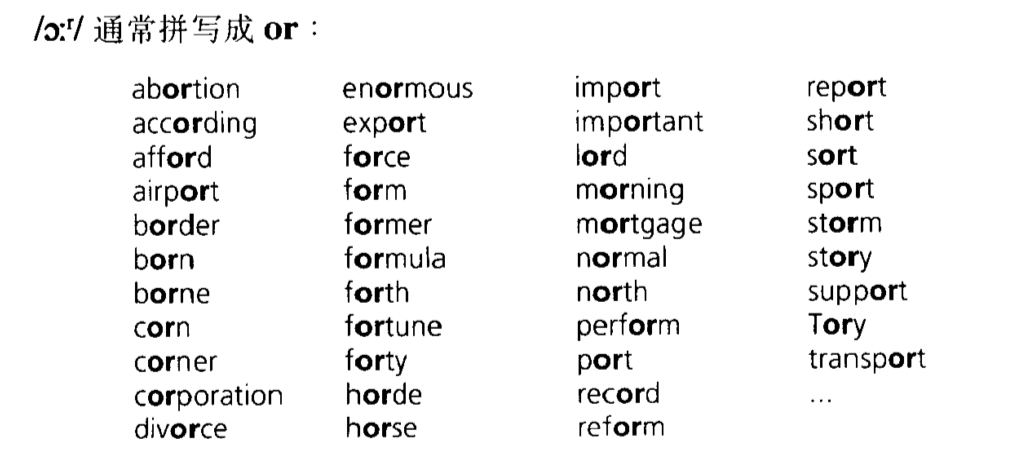 /ɔːʳ/ 通常拼写成 or：
abortion enormous import report
according export important short
afford force lord sort
airport form morning sport
border former mortgage storm
born formula normal story
borne forth north support
corn fortune perform Tory
corner forty port transport
corporation horde record ...
divorce horse reform